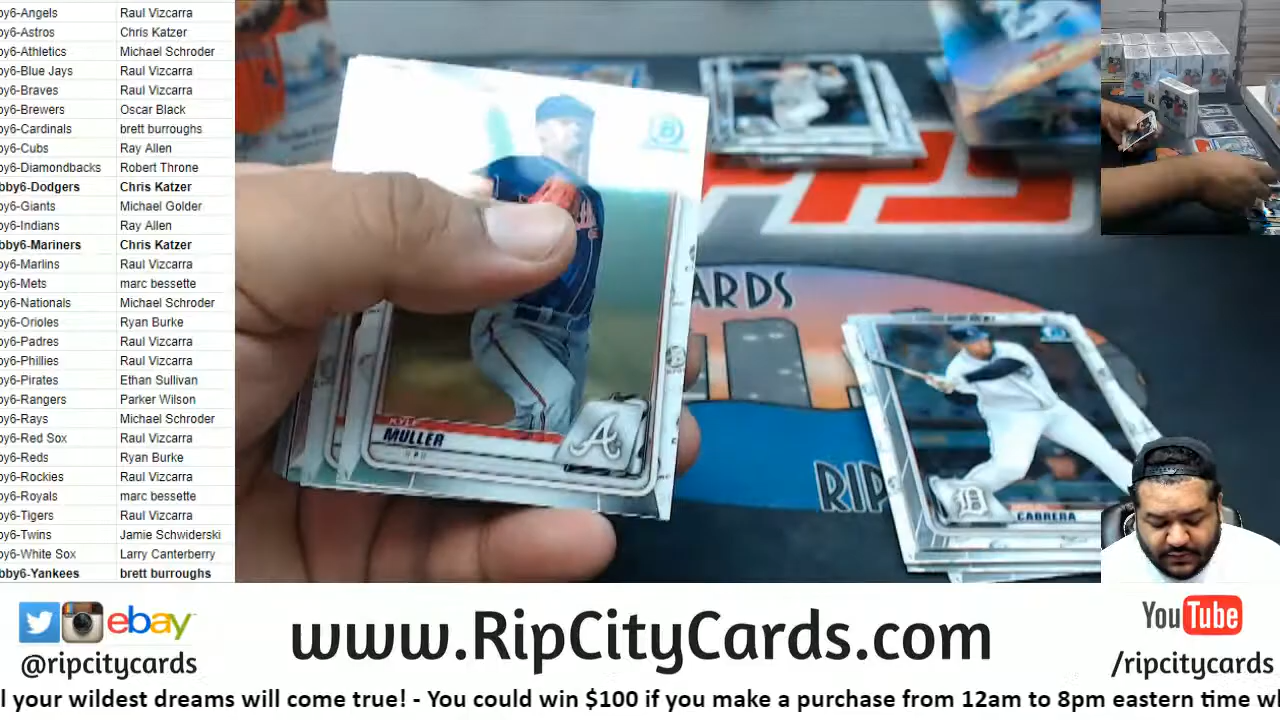 by6-Angels Raul Vizcarra
by6-Astros Chris Katzer
by6-Athletics Michael Schroder
by6-Blue Jays Raul Vizcarra
by6-Braves Raul Vizcarra
by6-Brewers Oscar Black
by6-Cardinals brett burroughs
by6-Cubs Ray Allen
by6-Diamondbacks Robert Throne
bby6-Dodgers Chris Katzer
by6-Giants Michael Golder
by6-Indians Ray Allen
bby6-Mariners Chris Katzer
by6-Marlins Raul Vizcarra
by6-Mets marc bessette
by6-Nationals Michael Schroder
by6-Orioles Ryan Burke
by6-Padres Raul Vizcarra
by6-Phillies Raul Vizcarra
by6-Pirates Ethan Sullivan
by6-Rangers Parker Wilson
by6-Rays Michael Schroder
by6-Red Sox Raul Vizcarra
by6-Reds Ryan Burke
by6-Rockies Raul Vizcarra
by6-Royals marc bessette
by6-Tigers Raul Vizcarra
by6-Twins Jamie Schwiderski
by6-White Sox Larry Canterberry
bby6-Yankees brett burroughs
B
KYLE
MULLER
A
ARDS
RIP
CABRERA
ebay
@ripcitycards
www.RipCityCards.com
YouTube
/ripcitycards
l your wildest dreams will come true! - You could win $100 if you make a purchase from 12am to 8pm eastern time wh